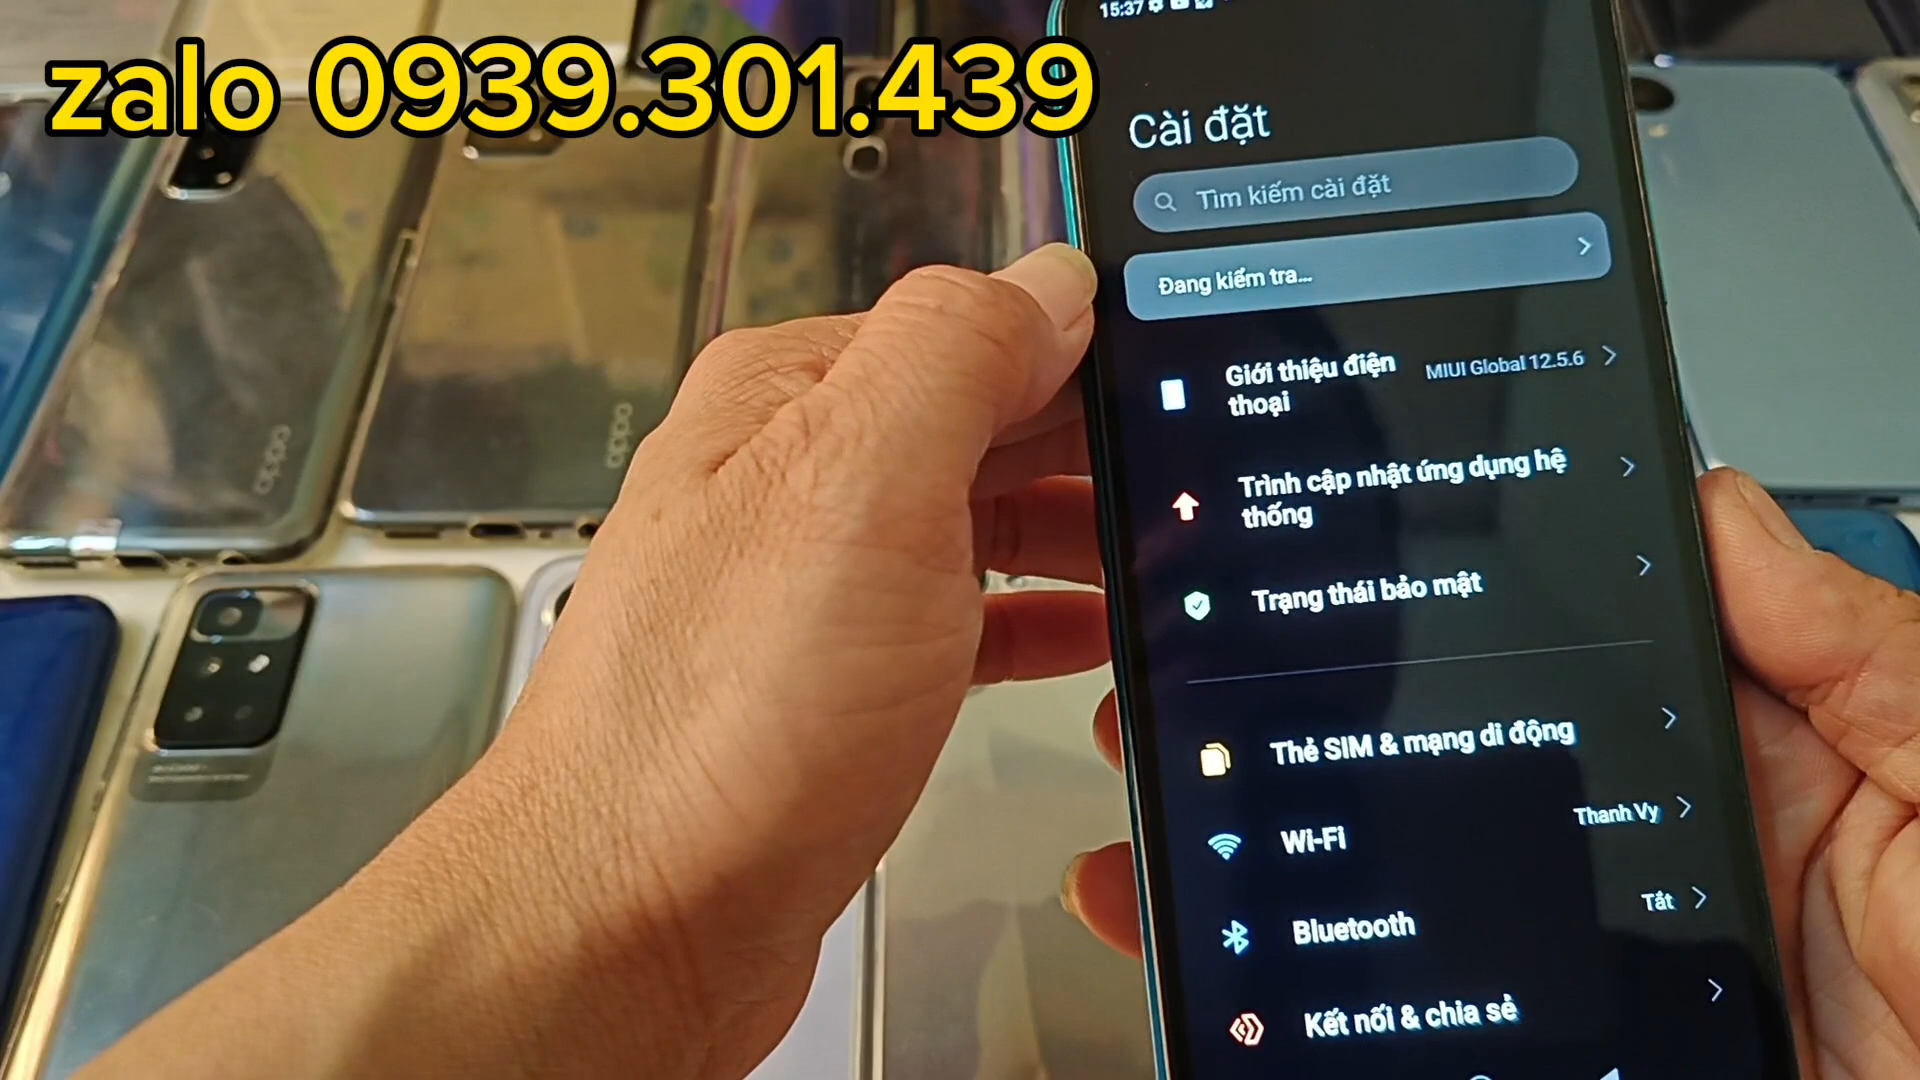 zalo 0939.301.439
15:37
Cài đặt
Tìm kiếm cài đặt
Đang kiểm tra...
Giới thiệu điện
thoại
MIUI Global 12.5.6
Trình cập nhật ứng dụng hệ
thống
Trạng thái bảo mật
Thẻ SIM & mạng di động
Wi-Fi
Thanh Vy
Bluetooth
Tắt
Kết nối & chia sẻ
oppo
oppo